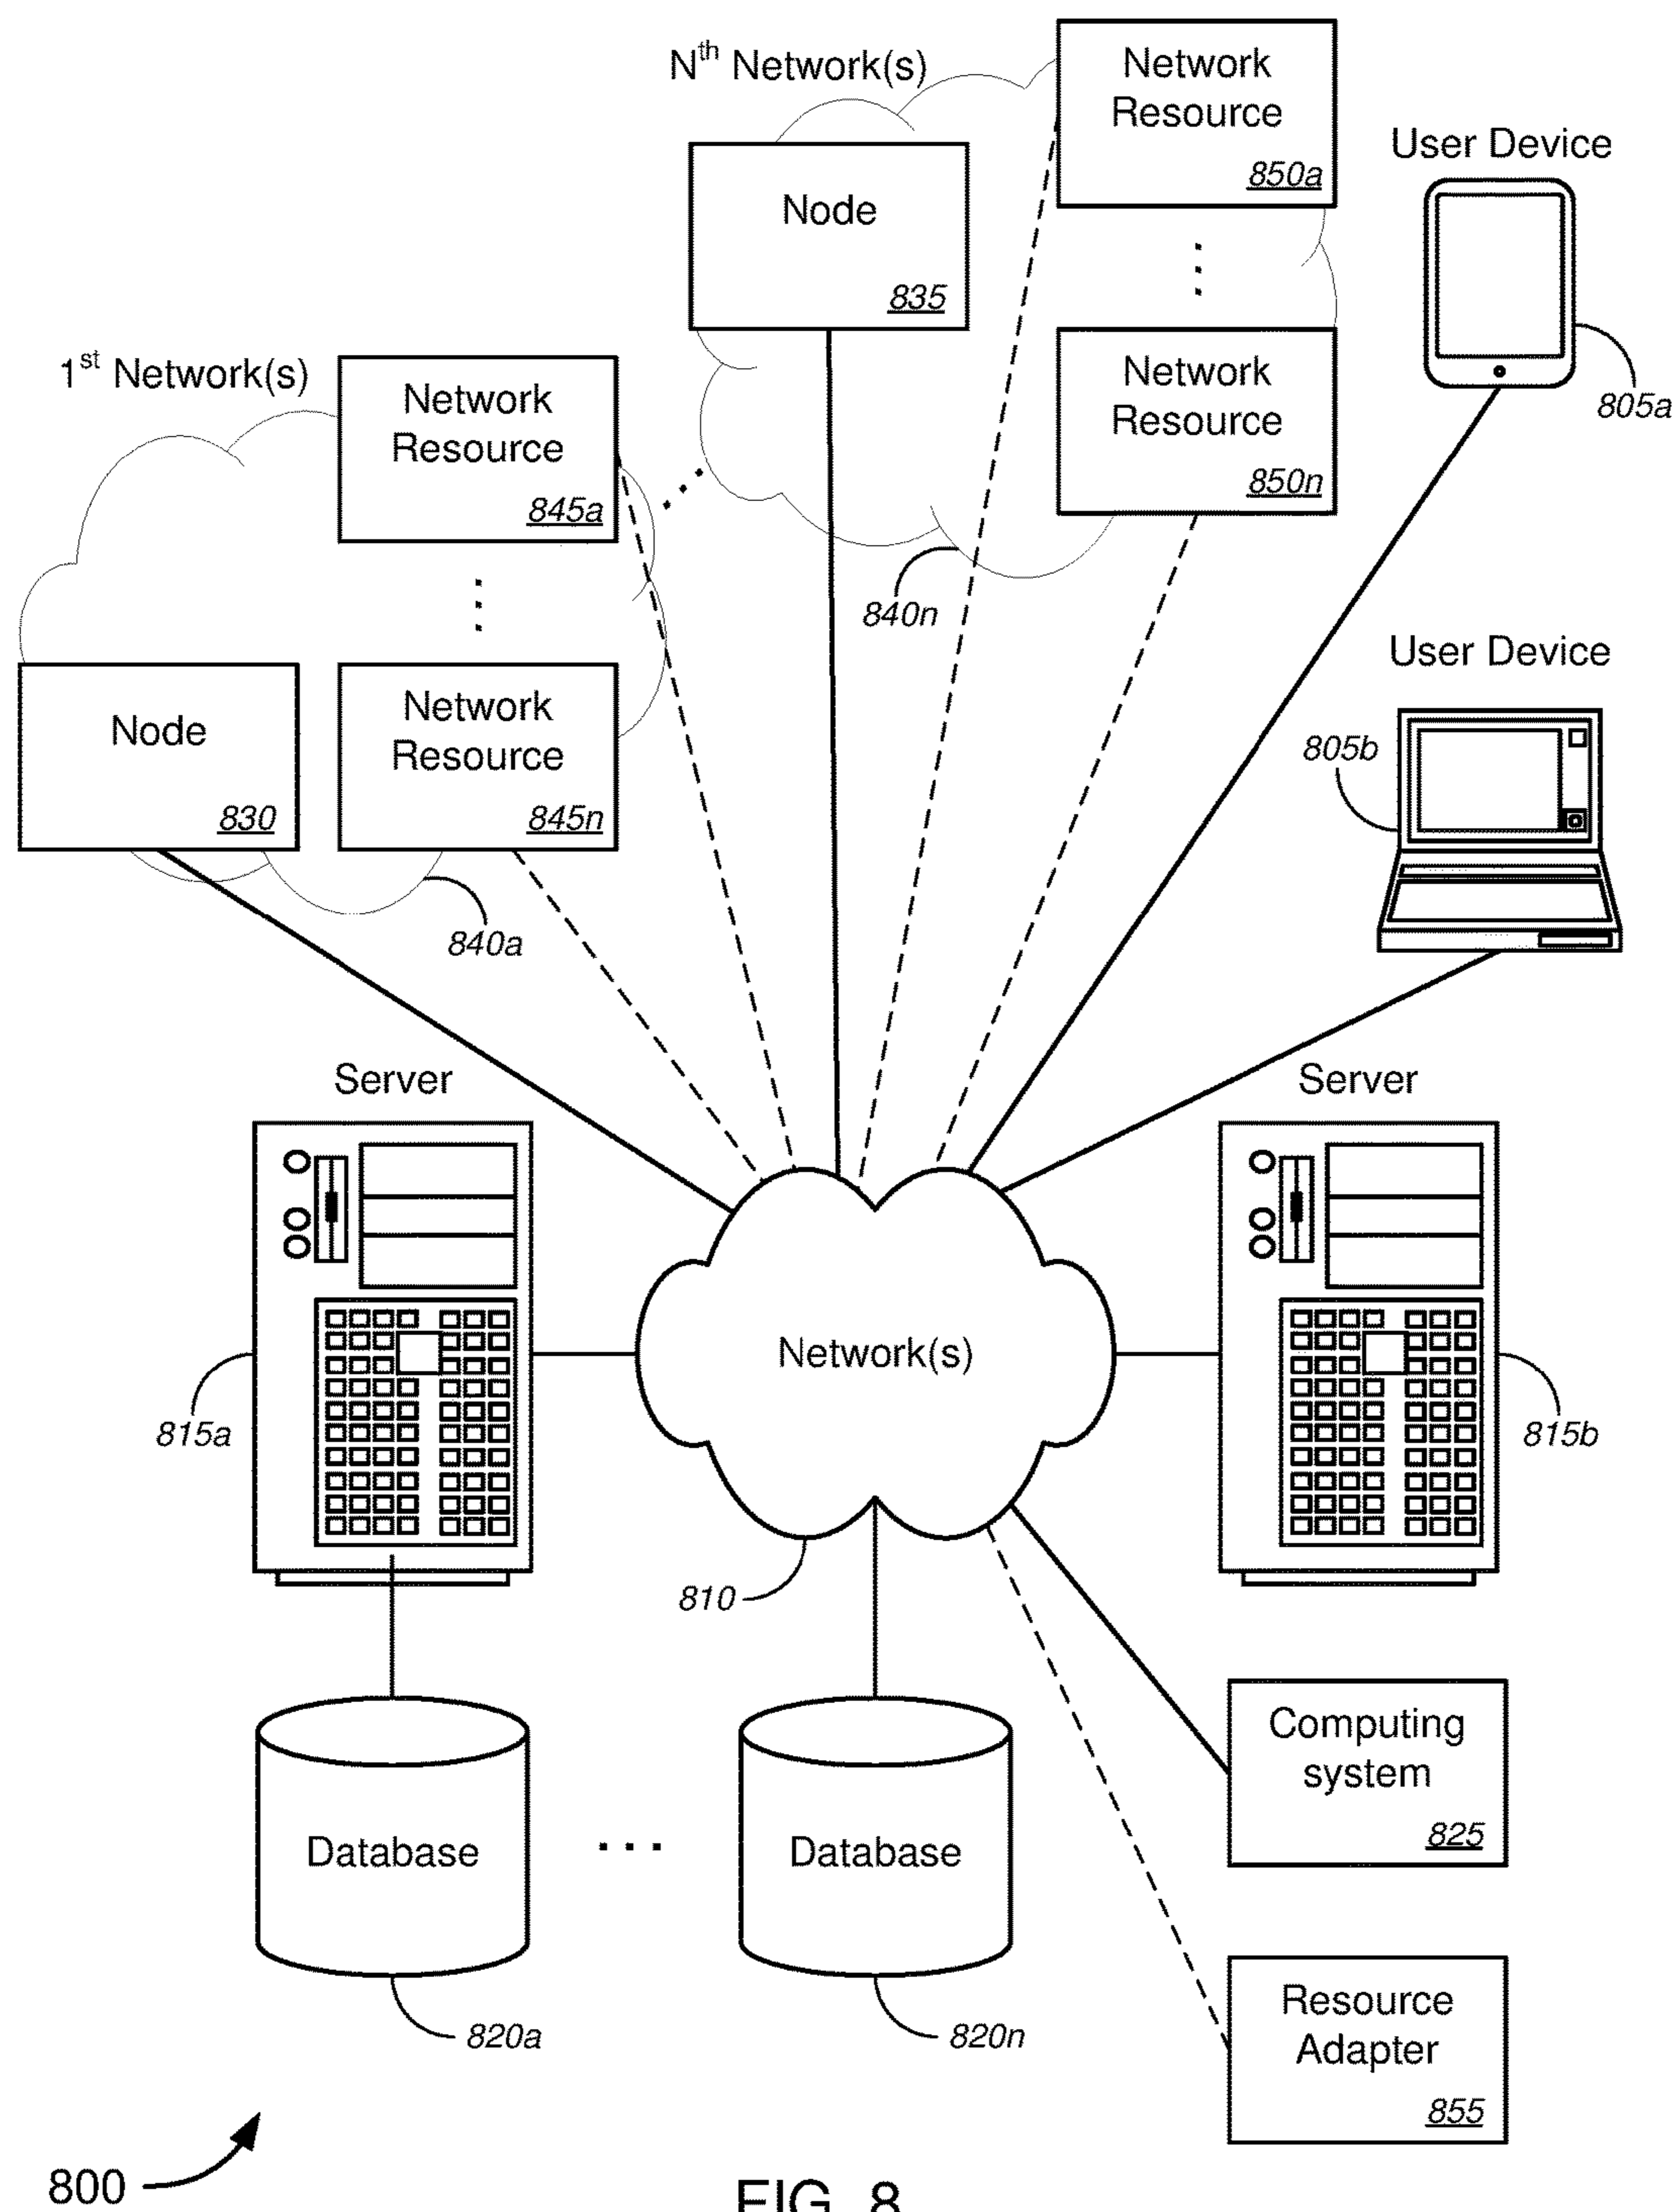 Nth Network(s)
Network
Resource
850a
User Device
805a
Node
835
Network
Resource
850n
840n
1st Network(s)
Network
Resource
845a
Node
830
Network
Resource
845n
840a
User Device
805b
Server
815a
Server
815b
Network(s)
810
Database
820a
...
Database
820n
Computing
system
825
Resource
Adapter
855
800
FIG. 8